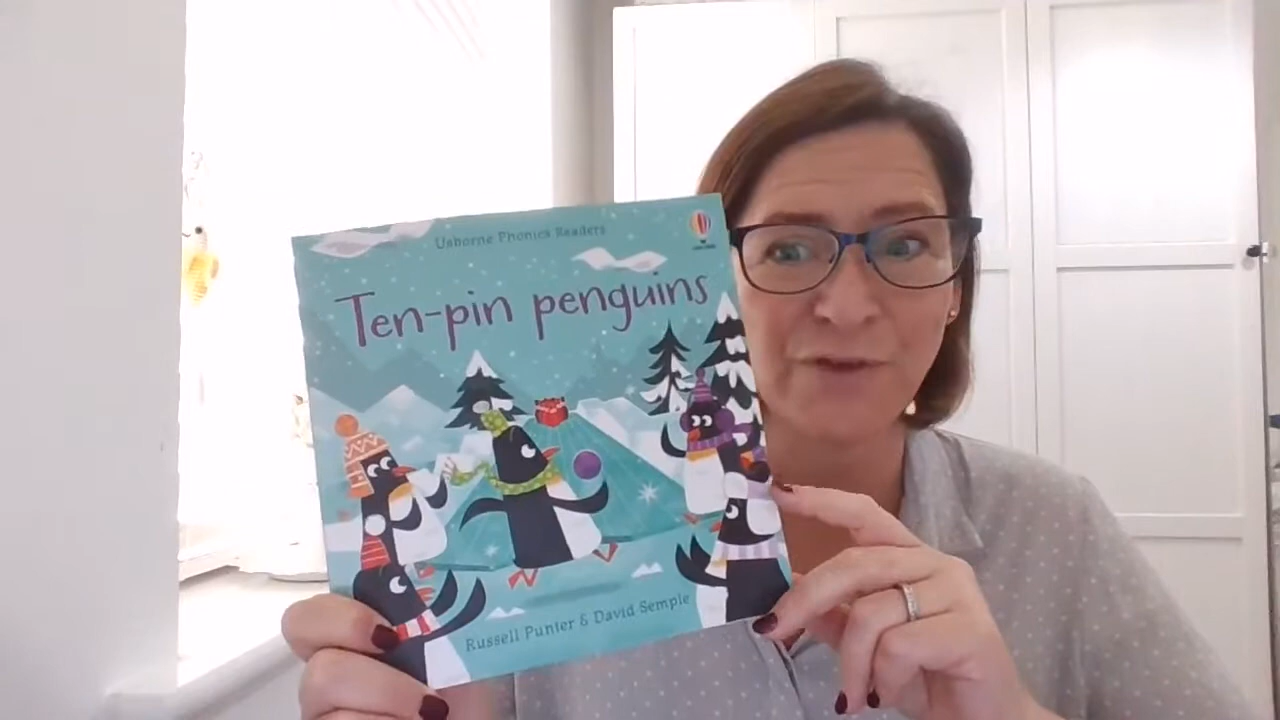 Usborne Phonics Readers
Ten-pin penguins
Russell Punter & David Semple